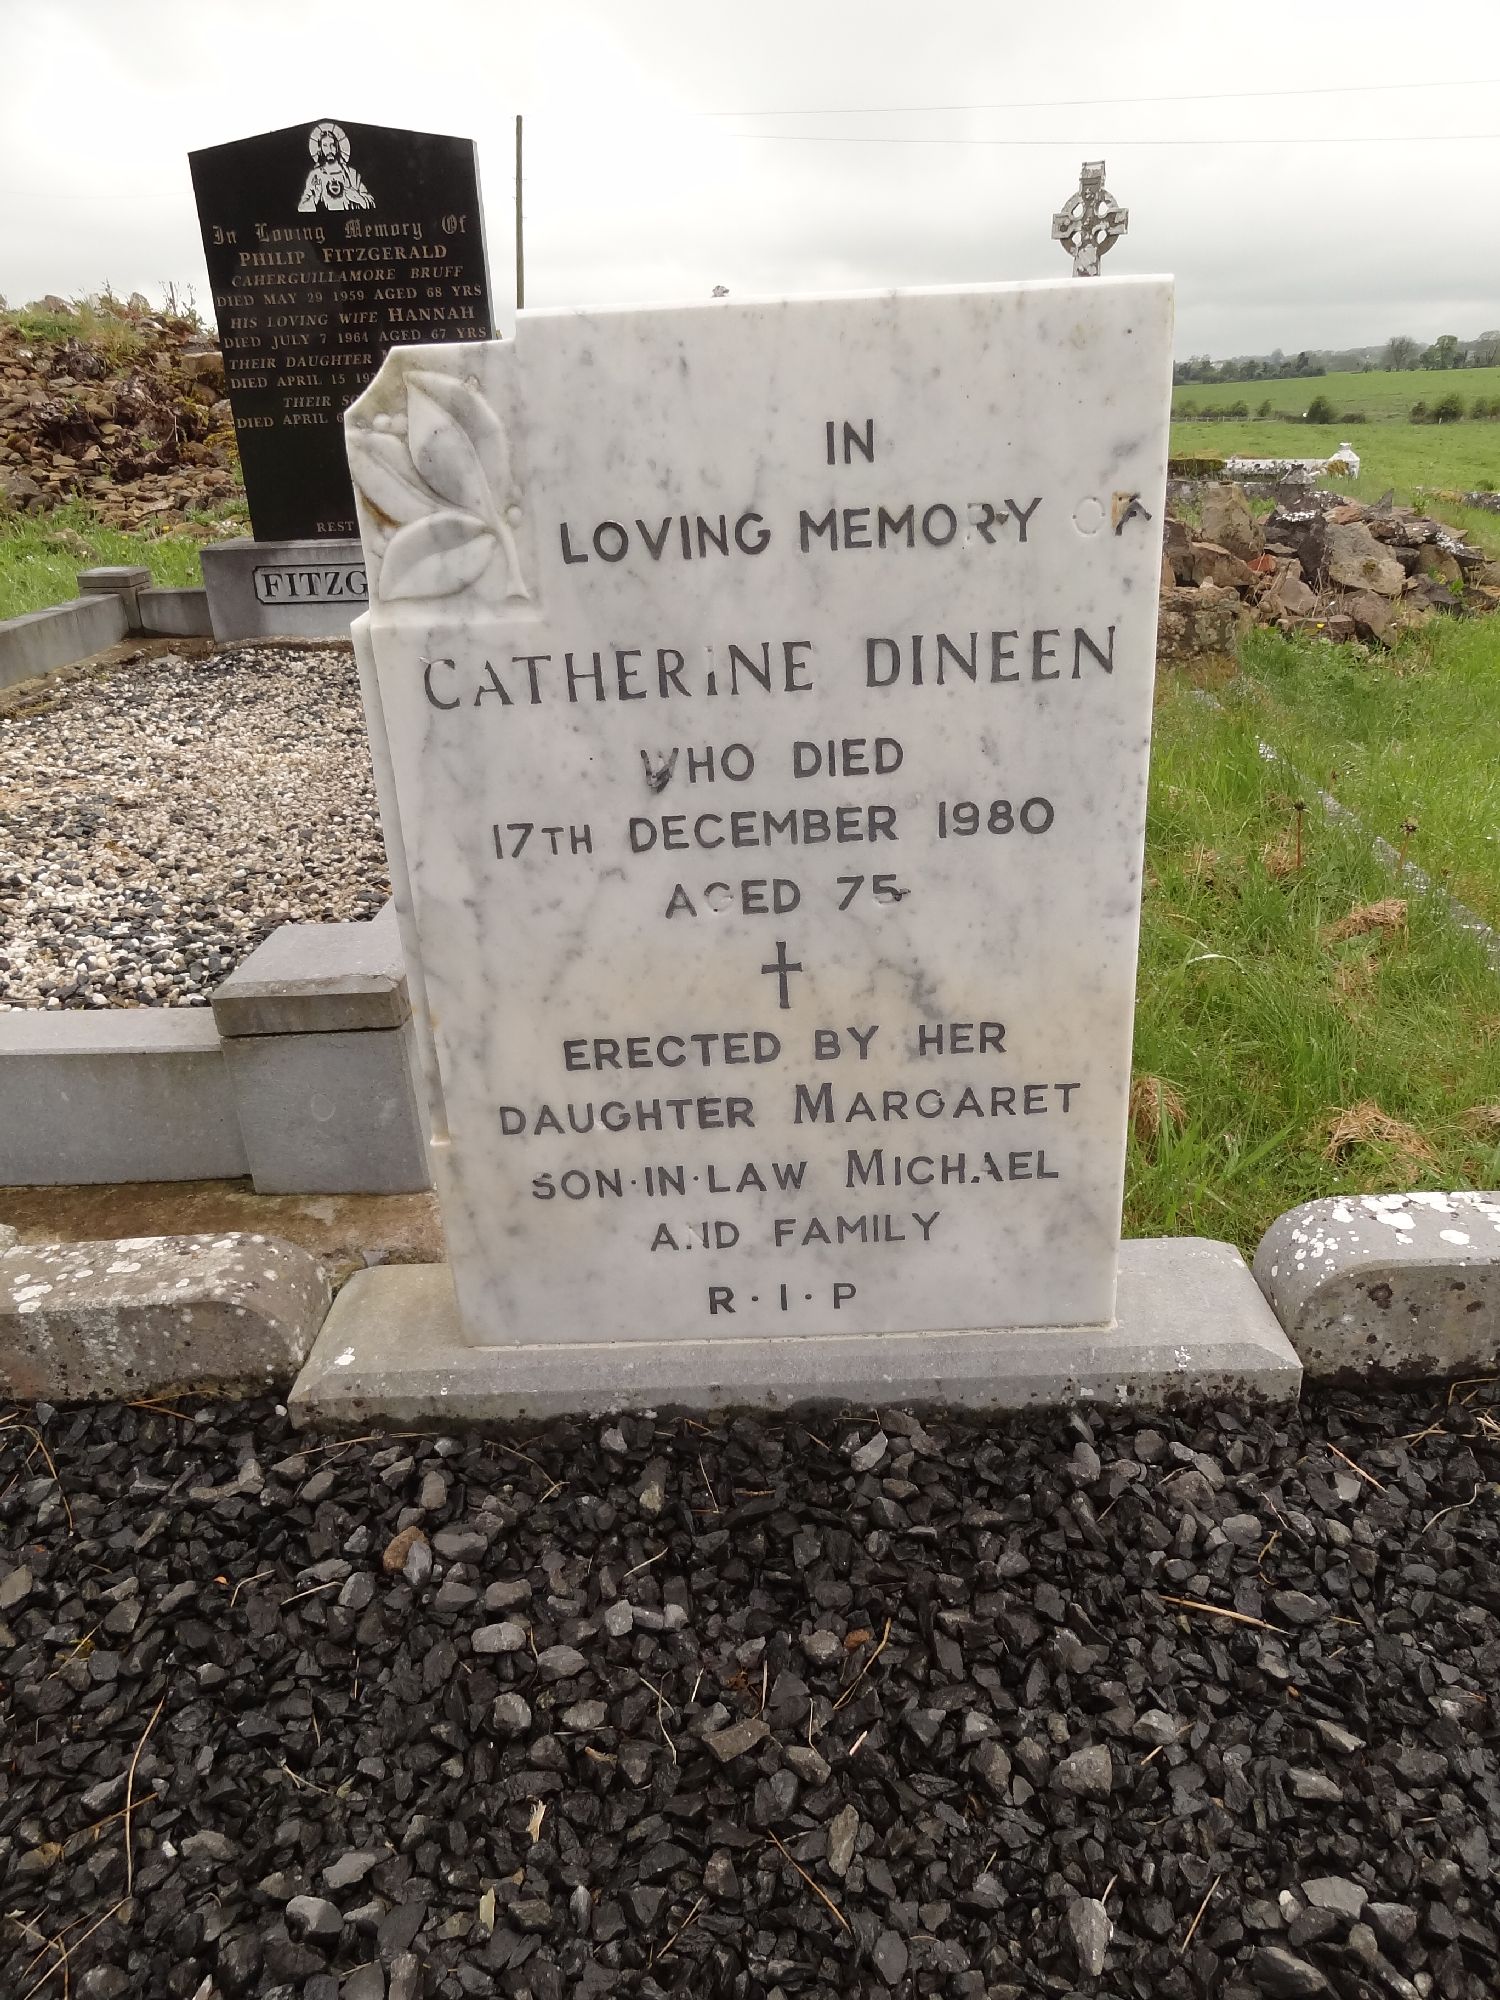 In Loving Memory Of
PHILIP FITZGERALD
CAHERGUILLAMORE BRUFF
DIED MAY 29 1959 AGED 68 YRS
HIS LOVING WIFE HANNAH
DIED JULY 7 1964 AGED 67 YRS
THEIR DAUGHTER
DIED APRIL 15
THEIR
DIED APRIL
REST
IN
LOVING MEMORY OF
CATHERINE DINEEN
WHO DIED
17TH DECEMBER 1980
AGED 75
ERECTED BY HER
DAUGHTER MARGARET
SON·IN·LAW MICHAEL
AND FAMILY
R·I·P